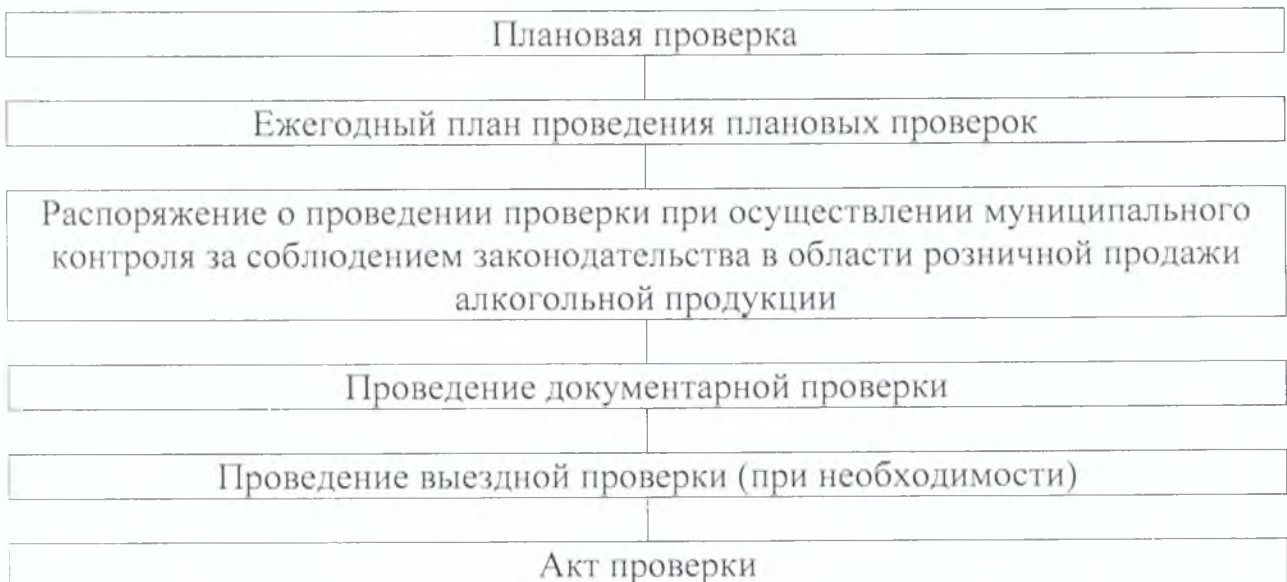 Плановая проверка
Ежегодный план проведения плановых проверок
Распоряжение о проведении проверки при осуществлении муниципального
контроля за соблюдением законодательства в области розничной продажи
алкогольной продукции
Проведение документарной проверки
Проведение выездной проверки (при необходимости)
Акт проверки